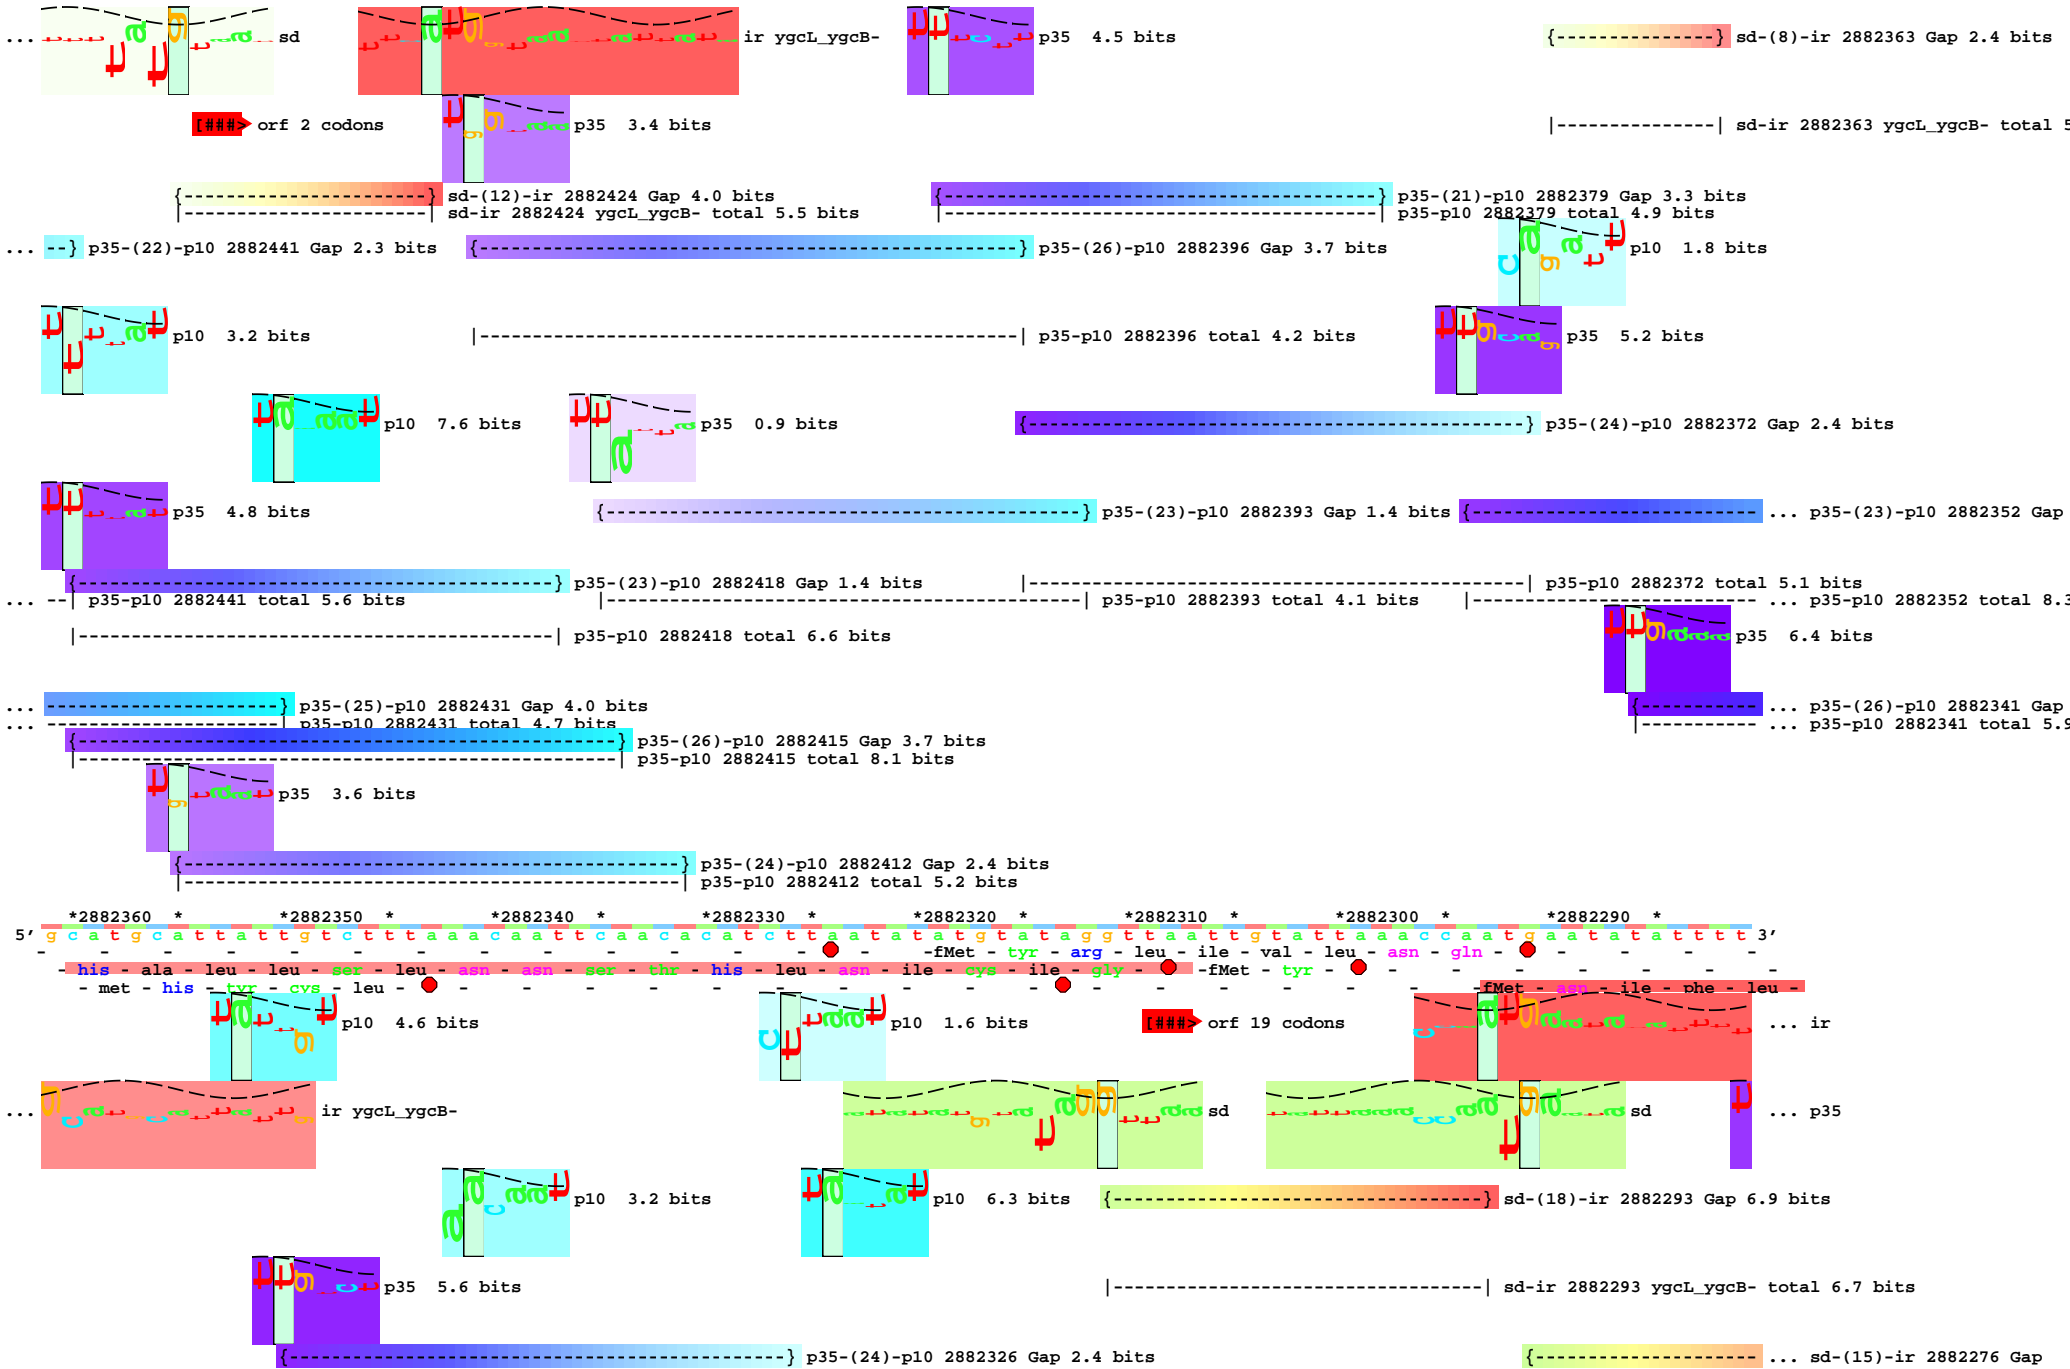 ... sd ir ygcL_ygcB- p35 4.5 bits {---------------} sd-(8)-ir 2882363 Gap 2.4 bits
[###> orf 2 codons p35 3.4 bits |---------------| sd-ir 2882363 ygcL_ygcB- total 5
{-----------------------} sd-(12)-ir 2882424 Gap 4.0 bits {-----------------------------------------} p35-(21)-p10 2882379 Gap 3.3 bits
|-----------------------| sd-ir 2882424 ygcL_ygcB- total 5.5 bits |-----------------------------------------| p35-p10 2882379 total 4.9 bits
... --} p35-(22)-p10 2882441 Gap 2.3 bits {---------------------------------------------------} p35-(26)-p10 2882396 Gap 3.7 bits p10 1.8 bits
p10 3.2 bits |---------------------------------------------------| p35-p10 2882396 total 4.2 bits p35 5.2 bits
p10 7.6 bits p35 0.9 bits {-----------------------------------------------} p35-(24)-p10 2882372 Gap 2.4 bits
p35 4.8 bits {---------------------------------------------} p35-(23)-p10 2882393 Gap 1.4 bits {--------------------------- ... p35-(23)-p10 2882352 Gap
{---------------------------------------------} p35-(23)-p10 2882418 Gap 1.4 bits |-----------------------------------------------| p35-p10 2882372 total 5.1 bits
... --| p35-p10 2882441 total 5.6 bits |---------------------------------------------| p35-p10 2882393 total 4.1 bits |--------------------------- ... p35-p10 2882352 total 8.3
|---------------------------------------------| p35-p10 2882418 total 6.6 bits p35 6.4 bits
... ----------------------} p35-(25)-p10 2882431 Gap 4.0 bits {----------- ... p35-(26)-p10 2882341 Gap
... ----------------------| p35-p10 2882431 total 4.7 bits |----------- ... p35-p10 2882341 total 5.9
{---------------------------------------------------} p35-(26)-p10 2882415 Gap 3.7 bits
|---------------------------------------------------| p35-p10 2882415 total 8.1 bits
p35 3.6 bits
{-----------------------------------------------} p35-(24)-p10 2882412 Gap 2.4 bits
|-----------------------------------------------| p35-p10 2882412 total 5.2 bits
*2882360 * *2882350 * *2882340 * *2882330 * *2882320 * *2882310 * *2882300 * *2882290 *
5' g c a t g c a t t a t t g t c t t t a a a c a a t t c a a c a c a t c t t a a t a t a t g t a t a g g t t a a t t g t a t t a a a c c a a t g a a t a t a t t t t 3'
- - - - - - - - - - - - fMet - tyr - arg - leu - ile - val - leu - asn - gln - - - -
- his - ala - leu - leu - ser - leu - asn - asn - ser - thr - his - leu - asn - ile - cys - ile - gly - -fMet - tyr - - - - - - -
- met - his - tyr - cys - leu - - - - - - - - - - - - - - - -fMet - asn - ile - phe - leu -
p10 4.6 bits p10 1.6 bits [###> orf 19 codons ... ir
... ir ygcL_ygcB- sd sd ... p35
p10 3.2 bits p10 6.3 bits {-----------------------------------} sd-(18)-ir 2882293 Gap 6.9 bits
p35 5.6 bits |-----------------------------------| sd-ir 2882293 ygcL_ygcB- total 6.7 bits
{-----------------------------------------------} p35-(24)-p10 2882326 Gap 2.4 bits {--------------------- ... sd-(15)-ir 2882276 Gap